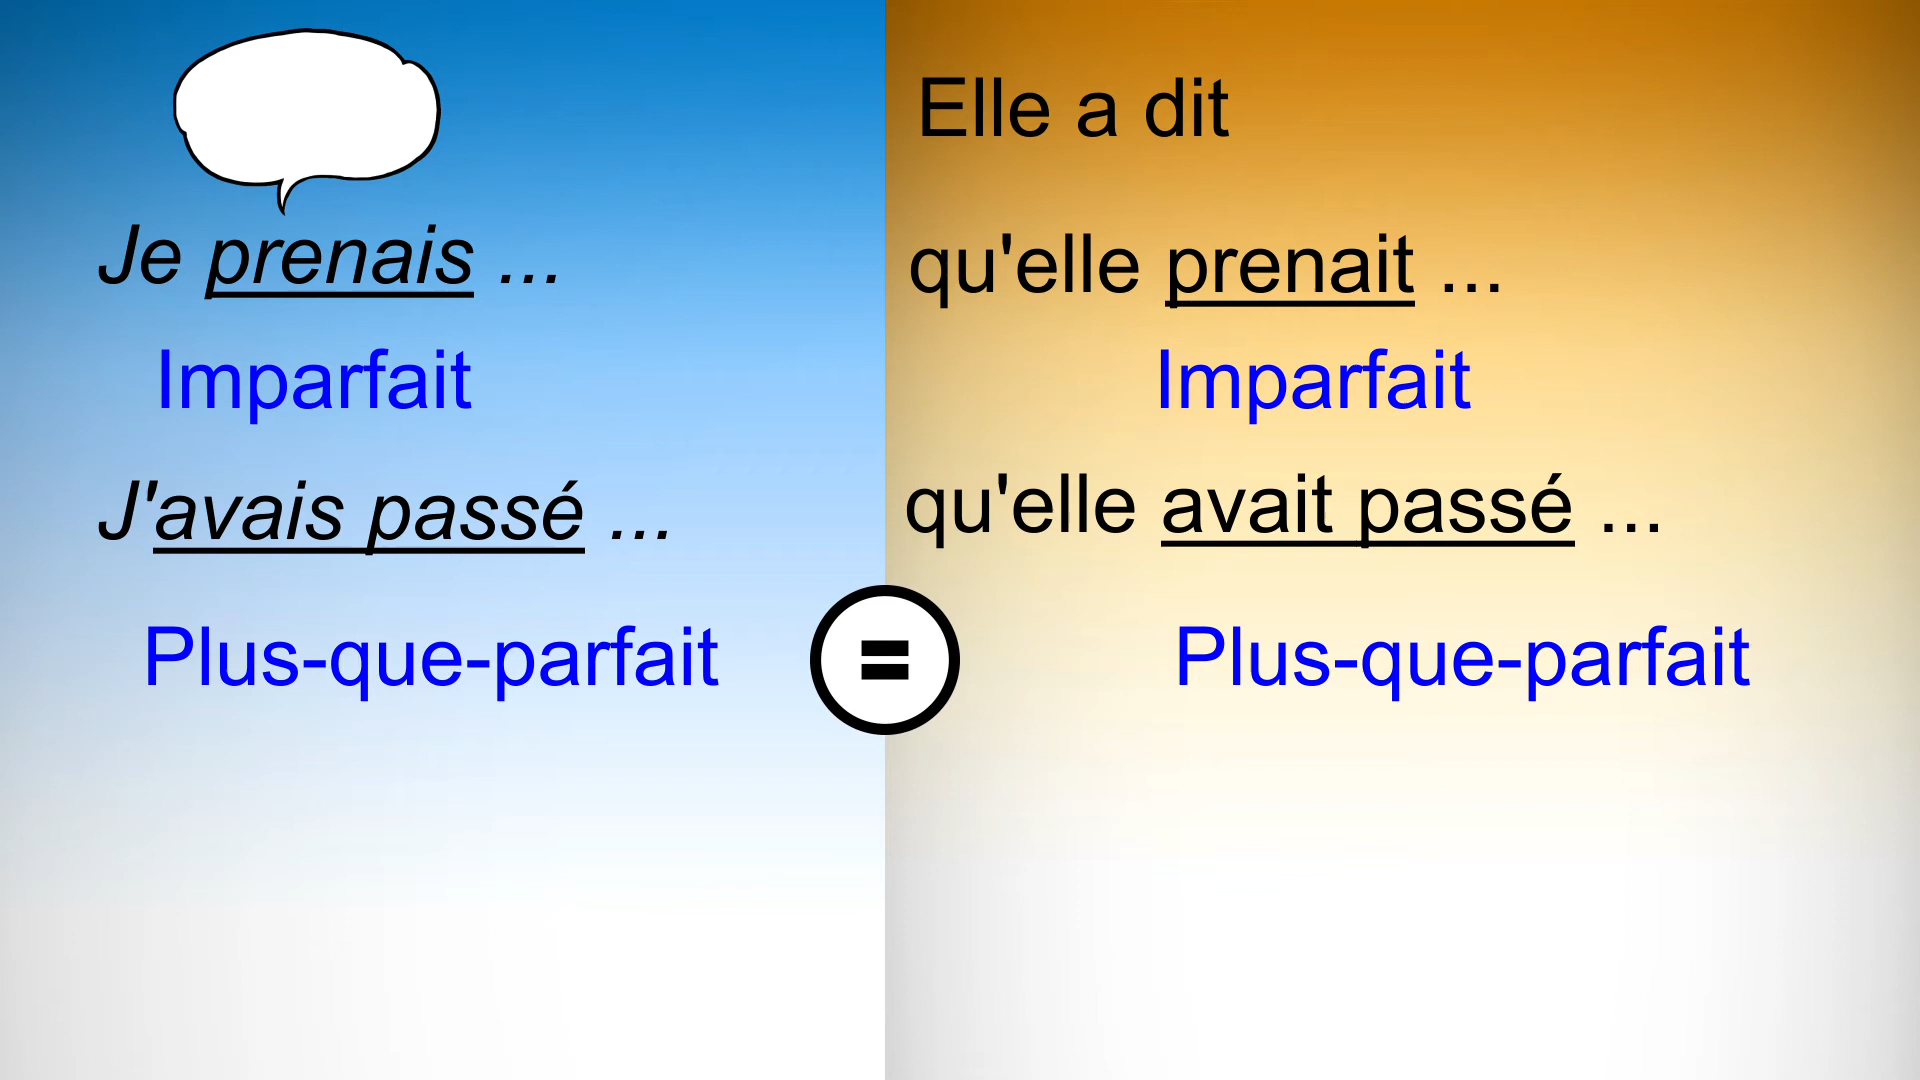 Elle a dit
Je prenais ...
qu'elle prenait ...
Imparfait
Imparfait
J'avais passé ...
qu'elle avait passé ...
Plus-que-parfait
=
Plus-que-parfait